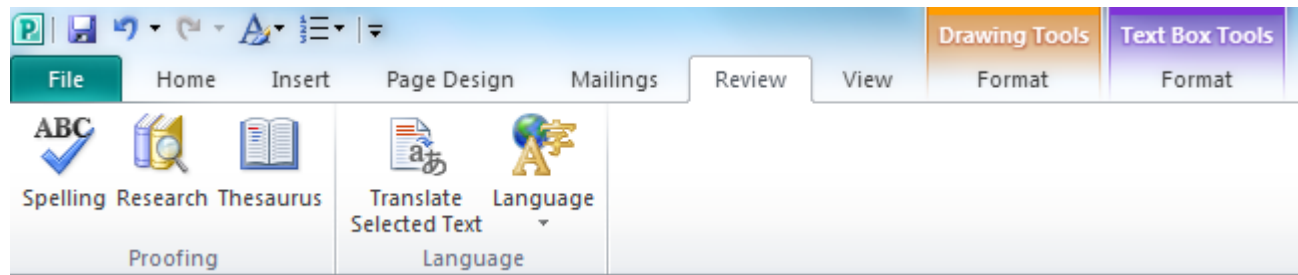 Drawing Tools Text Box Tools
File Home Insert Page Design Mailings Review View Format Format
ABC
Spelling Research Thesaurus Translate Selected Text Language
Proofing Language